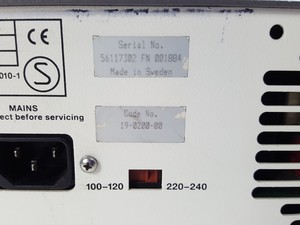 CE
Serial No.
56117302 FN 001884
Made in Sweden
010-1
S
MAINS
ect before servicing
Code No.
19-0200-00
100-120
220-240